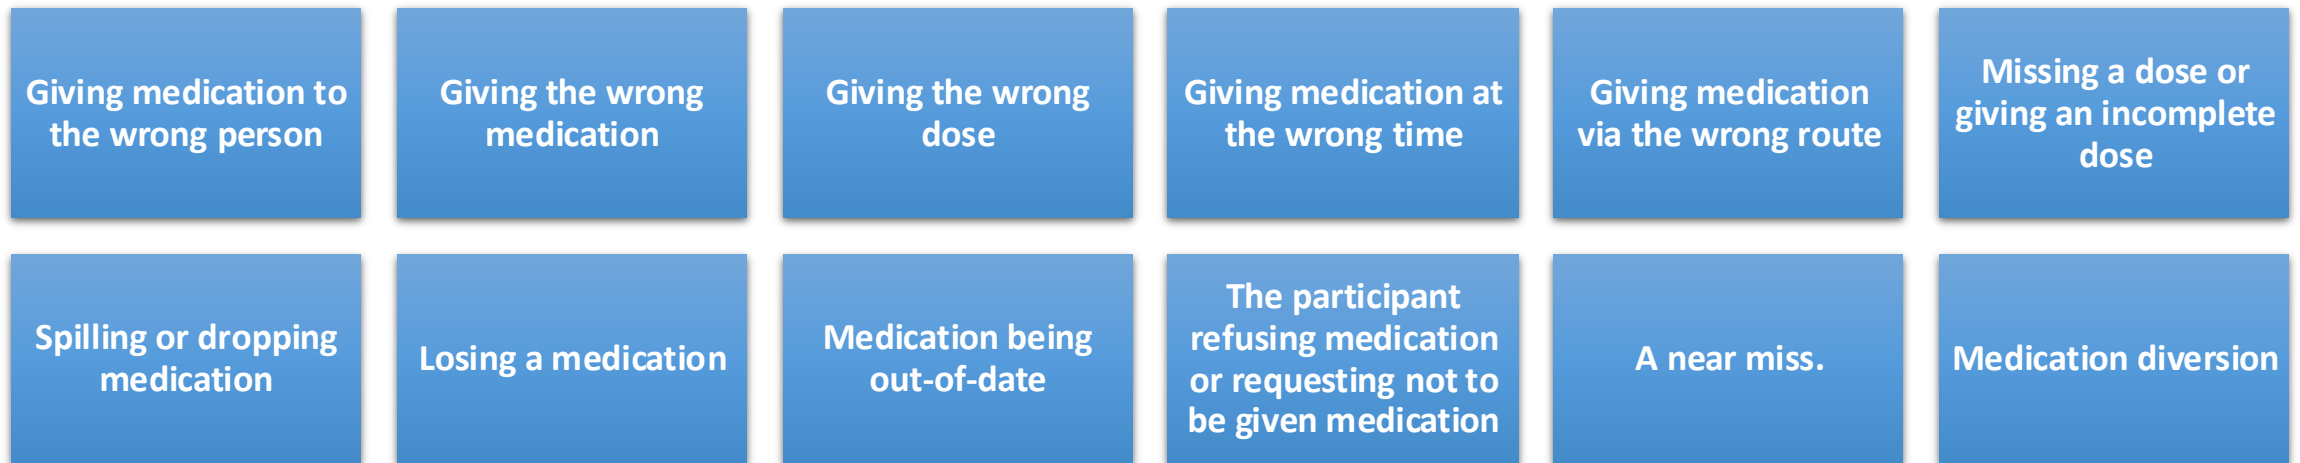 Giving medication to
the wrong person
Giving the wrong
medication
Giving the wrong
dose
Giving medication at
the wrong time
Giving medication
via the wrong route
Missing a dose or
giving an incomplete
dose
Spilling or dropping
medication
Losing a medication
Medication being
out-of-date
The participant
refusing medication
or requesting not to
be given medication
A near miss.
Medication diversion